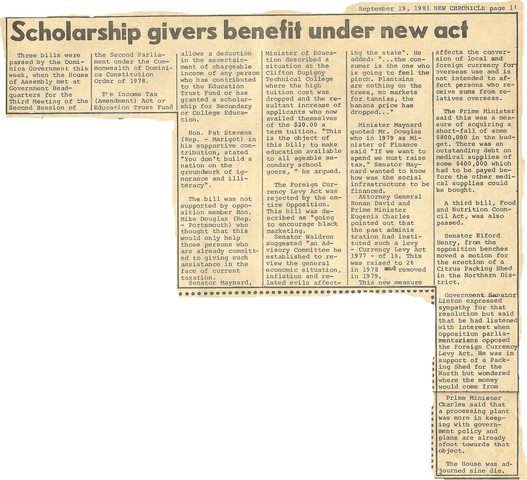 September 19, 1981 NEW CHRONICLE page 11
Scholarship givers benefit under new act
Three bills were
passed by the Domi-
nica Government this
week, when the House
of Assembly met at
Government Head-
quarters for the
Third Meeting of the
Second Session of
the Second Parlia-
ment under the Com-
monwealth of Domini-
ca Constitution
Order of 1978.
The Income Tax
(Amendment) Act or
Education Trust Fund
allows a deduction
in the ascertain-
ment of chargeable
income of any person
who has contributed
to the Education
Trust Fund or has
granted a scholar-
ship for Secondary
or College Educa-
tion.
Hon. Pat Stevens
(Rep. - Marigot) in
his supportive con-
tribution, stated
"You don't build a
nation on the
groundwork of ig-
norance and illi-
teracy".
The bill was not
supported by oppo-
sition member Hon.
Mike Douglas (Rep.
- Portsmouth) who
thought that this
would only help
those persons who
are already committ-
ed to giving such
assistance in the
face of current
taxation.
Senator Maynard,
Minister of Educa-
tion described a
situation at the
Clifton Dupigny
Technical College
where the high
tuition cost was
dropped and the re-
sultant increase of
applicants who now
availed themselves
of the $20.00 a
term tuition. "This
is the object of
this bill; to make
education available
to all ageable se-
condary school
goers, " he argued.
The Foreign Curren-
cy Levy Act was
rejected by the en-
tire Opposition. This
bill was de-
scribed as "going
to encourage black
marketing.
Senator Waldron
suggested "an Ad-
visory Committee be
established to re-
view the general
economic situation,
inflation and re-
lated evils affect-
ing the state". He
added: "...the con-
sumer is the one who
is going to feel the
pinch. Plantains
are nothing on the
trees, no markets
for tannias, the
banana price has
dropped..."
Minister Maynard
quoted Mr. Douglas
who in 1979 as Mi-
nister of Finance
said "If we want to
spend we must raise
tax." Senator May-
nard wanted to know
how was the social
infrastructure to be
financed.
Attorney General
Ronan David and
Prime Minister
Eugenia Charles
pointed out that
the past adminis
tration had insti-
tuted such a levy
- Currency Levy Act
1977 - of 1%. This
was raised to 2%
in 1978 and removed
in 1979.
This new measure
affects the conver-
sion of local and
foreign currency for
overseas use and is
not intended to af-
fect persons who re-
ceive sums from re-
latives overseas.
The Prime Minister
said this was a mea-
sure of acquiring a
short-fall of some
$600,000 in the bud-
get. There was an
outstanding debt on
medical supplies of
some $400,000 which
had to be payed be-
fore the other med-
ical supplies could be
bought.
A third bill, Food
and Nutrition Coun-
cil Act, was also
passed.
Senator Elford
Henry, from the op-
position benches
moved a motion for
the erection of a
Citrus Packing Shed
in the Northern Dis-
trict.
Government Senator
Linton expressed
sympathy for that
resolution but said
that he had listened
with interest when
opposition parlia-
mentarians opposed
the Foreign Currency
Levy Act. He was in
support of a Pack-
ing Shed for the
North but wondered
where the money
would come from
Prime Minister
Charles said that
a processing plant
was more in keep-
ing with govern-
ment policy and
plans are already
afoot towards that
object.
The House was ad-
journed sine die.